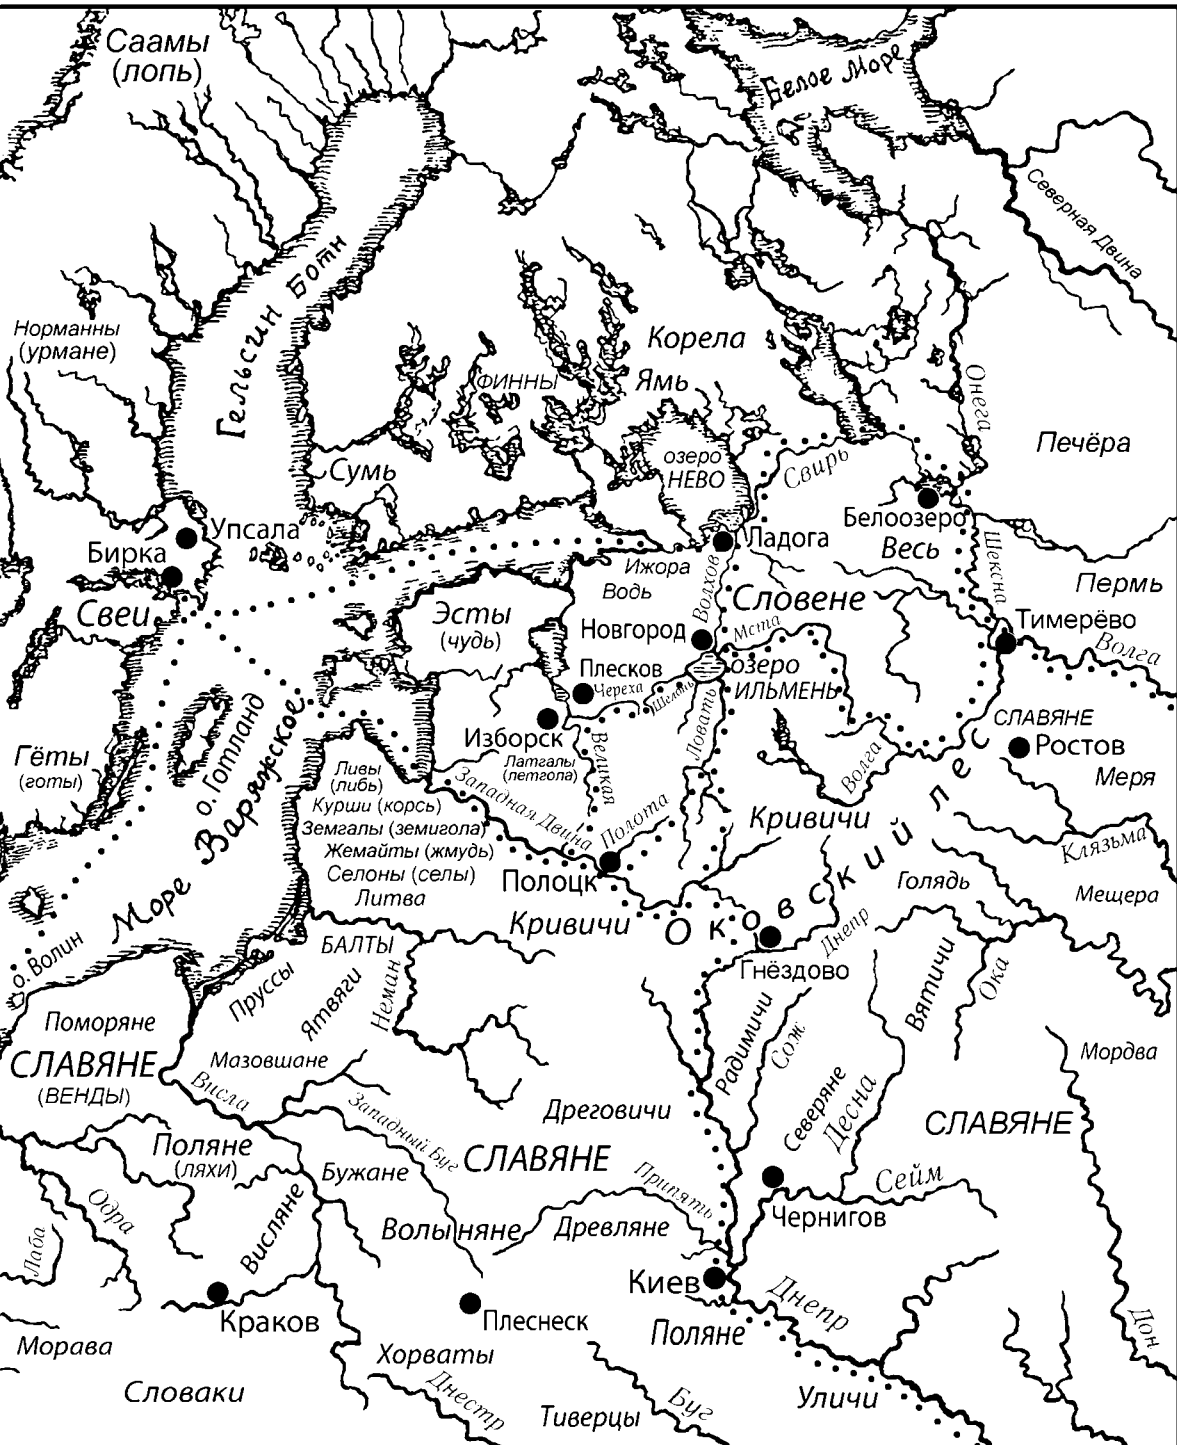 Саамы
(лопь)
Белое Море
Северная Двина
Гельсин Ботн
Норманны
(урмане)
Корела
ФИННЫ
Ямь
Онега
Печёра
Сумь
озеро
НЕВО
Свирь
Упсала
Бирка
Белоозеро
Весь
Ладога
Шексна
Ижора
Водь
Волхов
Пермь
Свеи
Эсты
(чудь)
Словене
Новгород
Мста
Тимерёво
Волга
Плесков
Череха
Шелонь
озеро
ИЛЬМЕНЬ
Изборск
Великая
Ловать
СЛАВЯНЕ
Ростов
Меря
Гёты
(готы)
о. Готланд
Море Варяжское
Латгалы
(летгола)
Ливы
(либь)
Курши (корсь)
Земгалы (земигола)
Жемайты (жмудь)
Селоны (селы)
Литва
Западная Двина
Полота
Волга
Кривичи
Клязьма
Полоцк
Кривичи
Оковский лес
Голядь
Мещера
о. Волин
БАЛТЫ
Днепр
Гнёздово
Пруссы
Ятвяги
Неман
Вятичи
Ока
Поморяне
СЛАВЯНЕ
(ВЕНДЫ)
Мазовшане
Висла
Радимичи
Сож
Мордва
Западный Буг
Дреговичи
Северяне
Десна
СЛАВЯНЕ
Поляне
(ляхи)
Бужане
СЛАВЯНЕ
Припять
Сейм
Одра
Висляне
Волыняне
Древляне
Чернигов
Лаба
Киев
Днепр
Краков
Плеснеск
Поляне
Дон
Морава
Хорваты
Словаки
Днестр
Тиверцы
Буг
Уличи